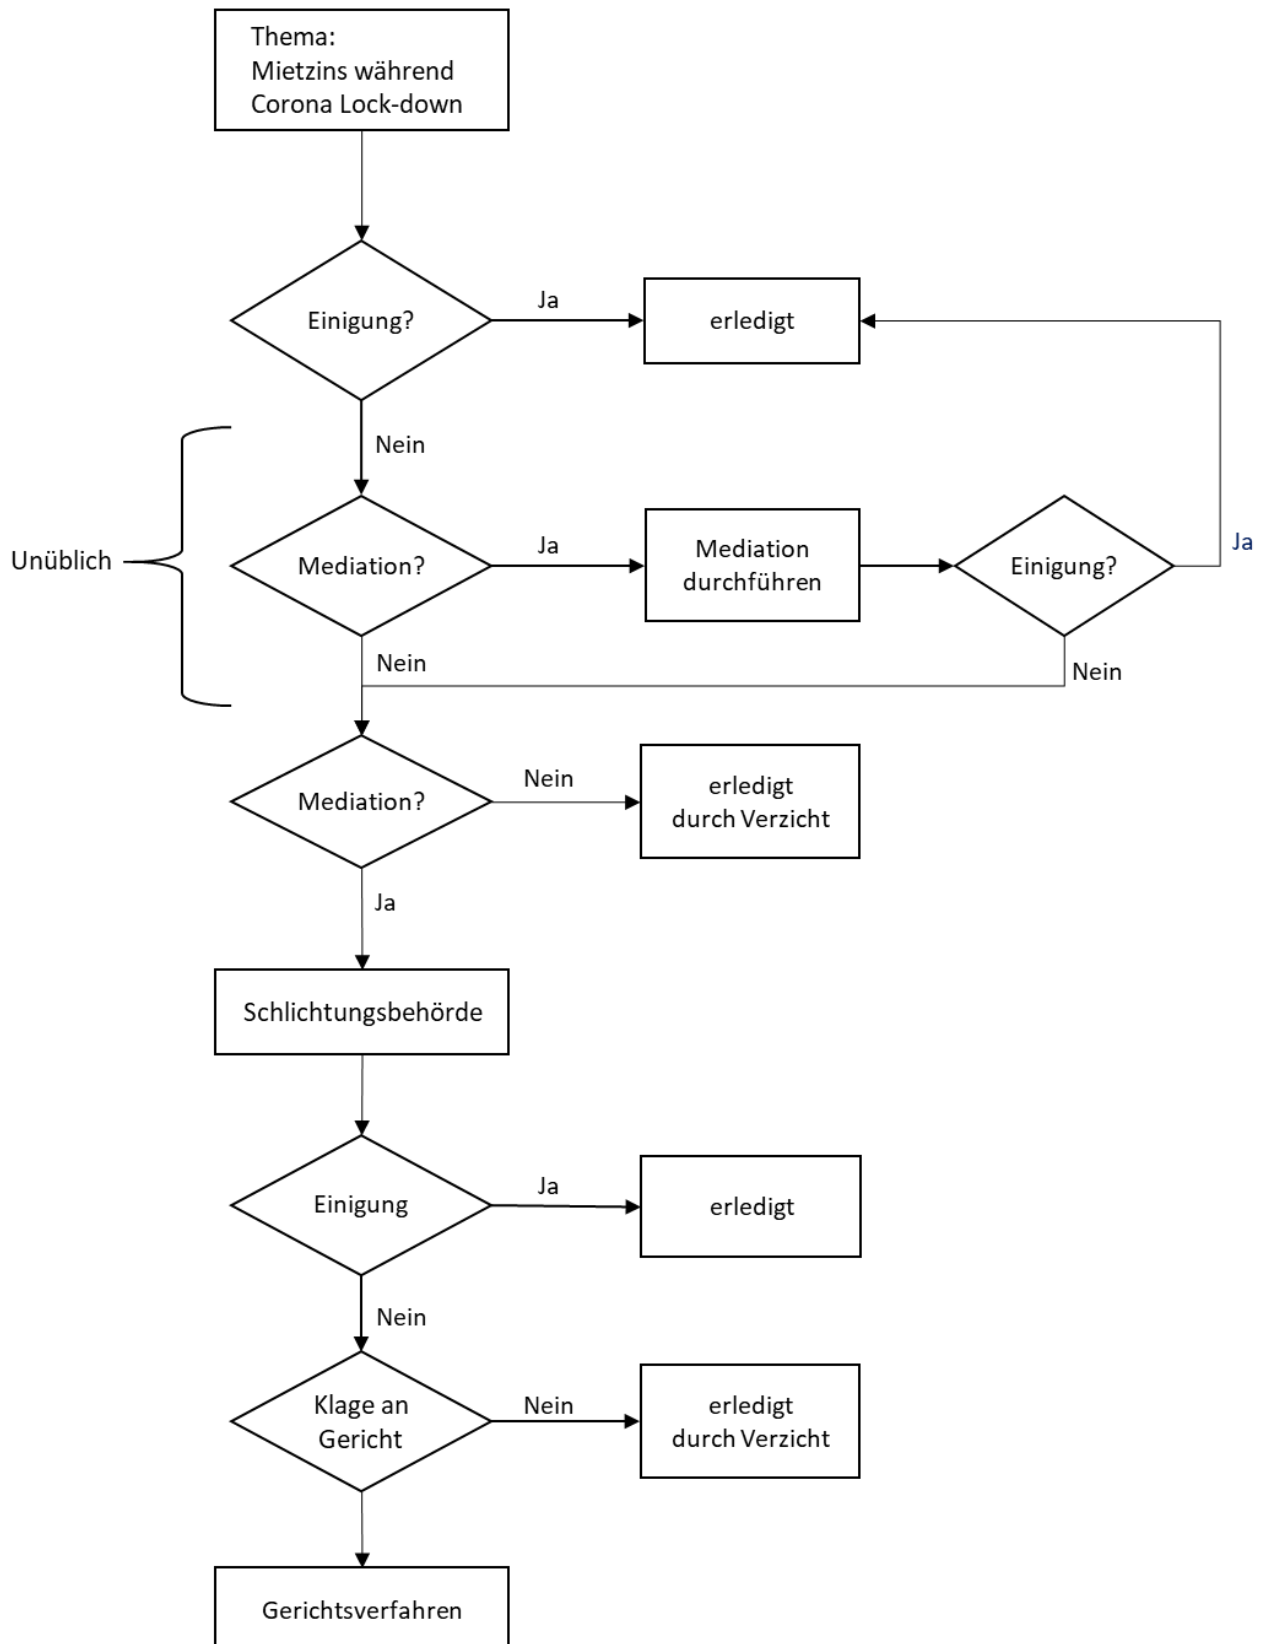 Thema:
Mietzins während
Corona Lock-down
Einigung?
Ja
erledigt
Nein
Unüblich
Mediation?
Ja
Mediation
durchführen
Einigung?
Ja
Nein
Nein
Mediation?
Nein
erledigt
durch Verzicht
Ja
Schlichtungsbehörde
Einigung
Ja
erledigt
Nein
Klage an
Gericht
Nein
erledigt
durch Verzicht
Gerichtsverfahren